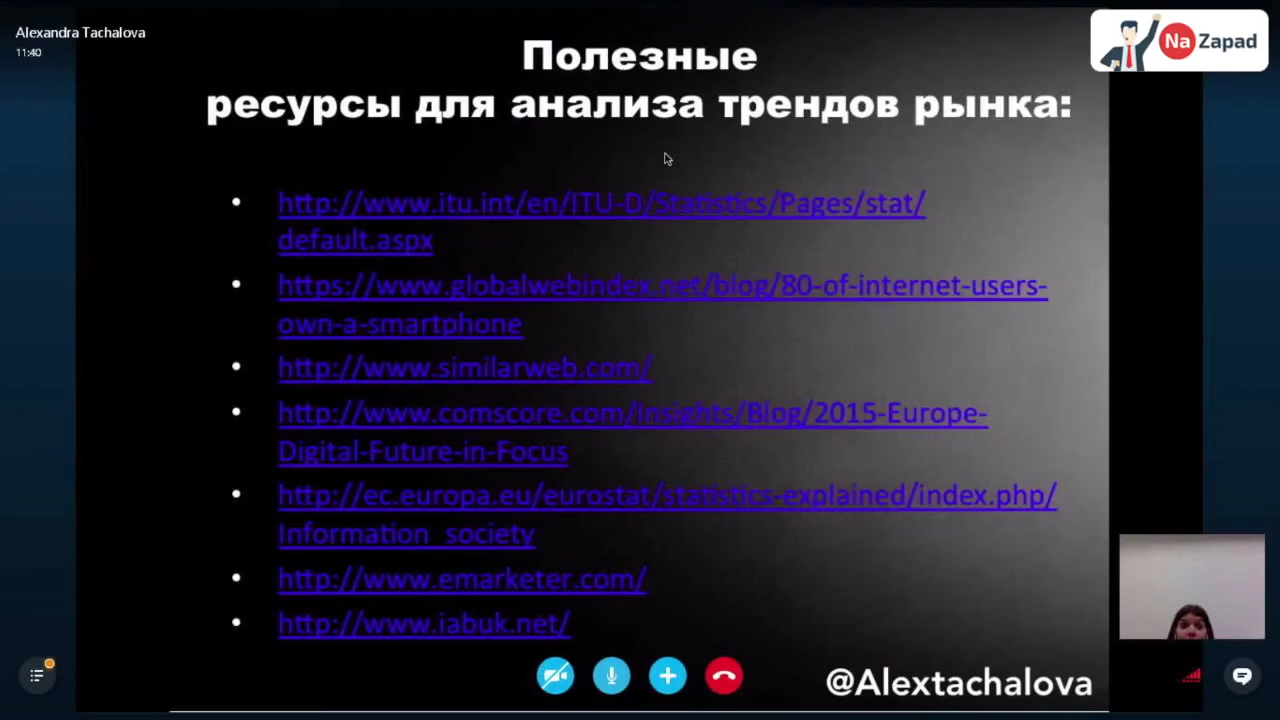 Alexandra Tachalova
11:40
Na Zapad
Полезные
ресурсы для анализа трендов рынка:
• http://www.itu.int/en/ITU-D/Statistics/Pages/stat/
default.aspx
• https://www.globalwebindex.net/blog/80-of-internet-users-
own-a-smartphone
• http://www.similarweb.com/
• http://www.comscore.com/Insights/Blog/2015-Europe-
Digital-Future-in-Focus
• http://ec.europa.eu/eurostat/statistics-explained/index.php/
Information_society
• http://www.emarketer.com/
• http://www.iabuk.net/
@Alextachalova